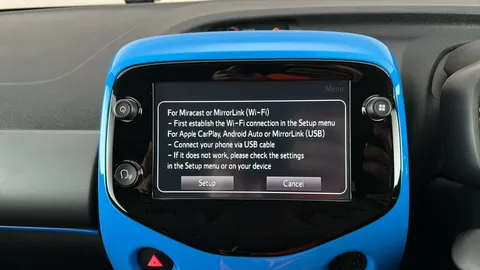 Menu
For Miracast or MirrorLink (Wi-Fi)
- First establish the Wi-Fi connection in the Setup menu
For Apple CarPlay, Android Auto or MirrorLink (USB)
- Connect your phone via USB cable
- If it does not work, please check the settings
in the Setup menu or on your device
Setup
Cancel